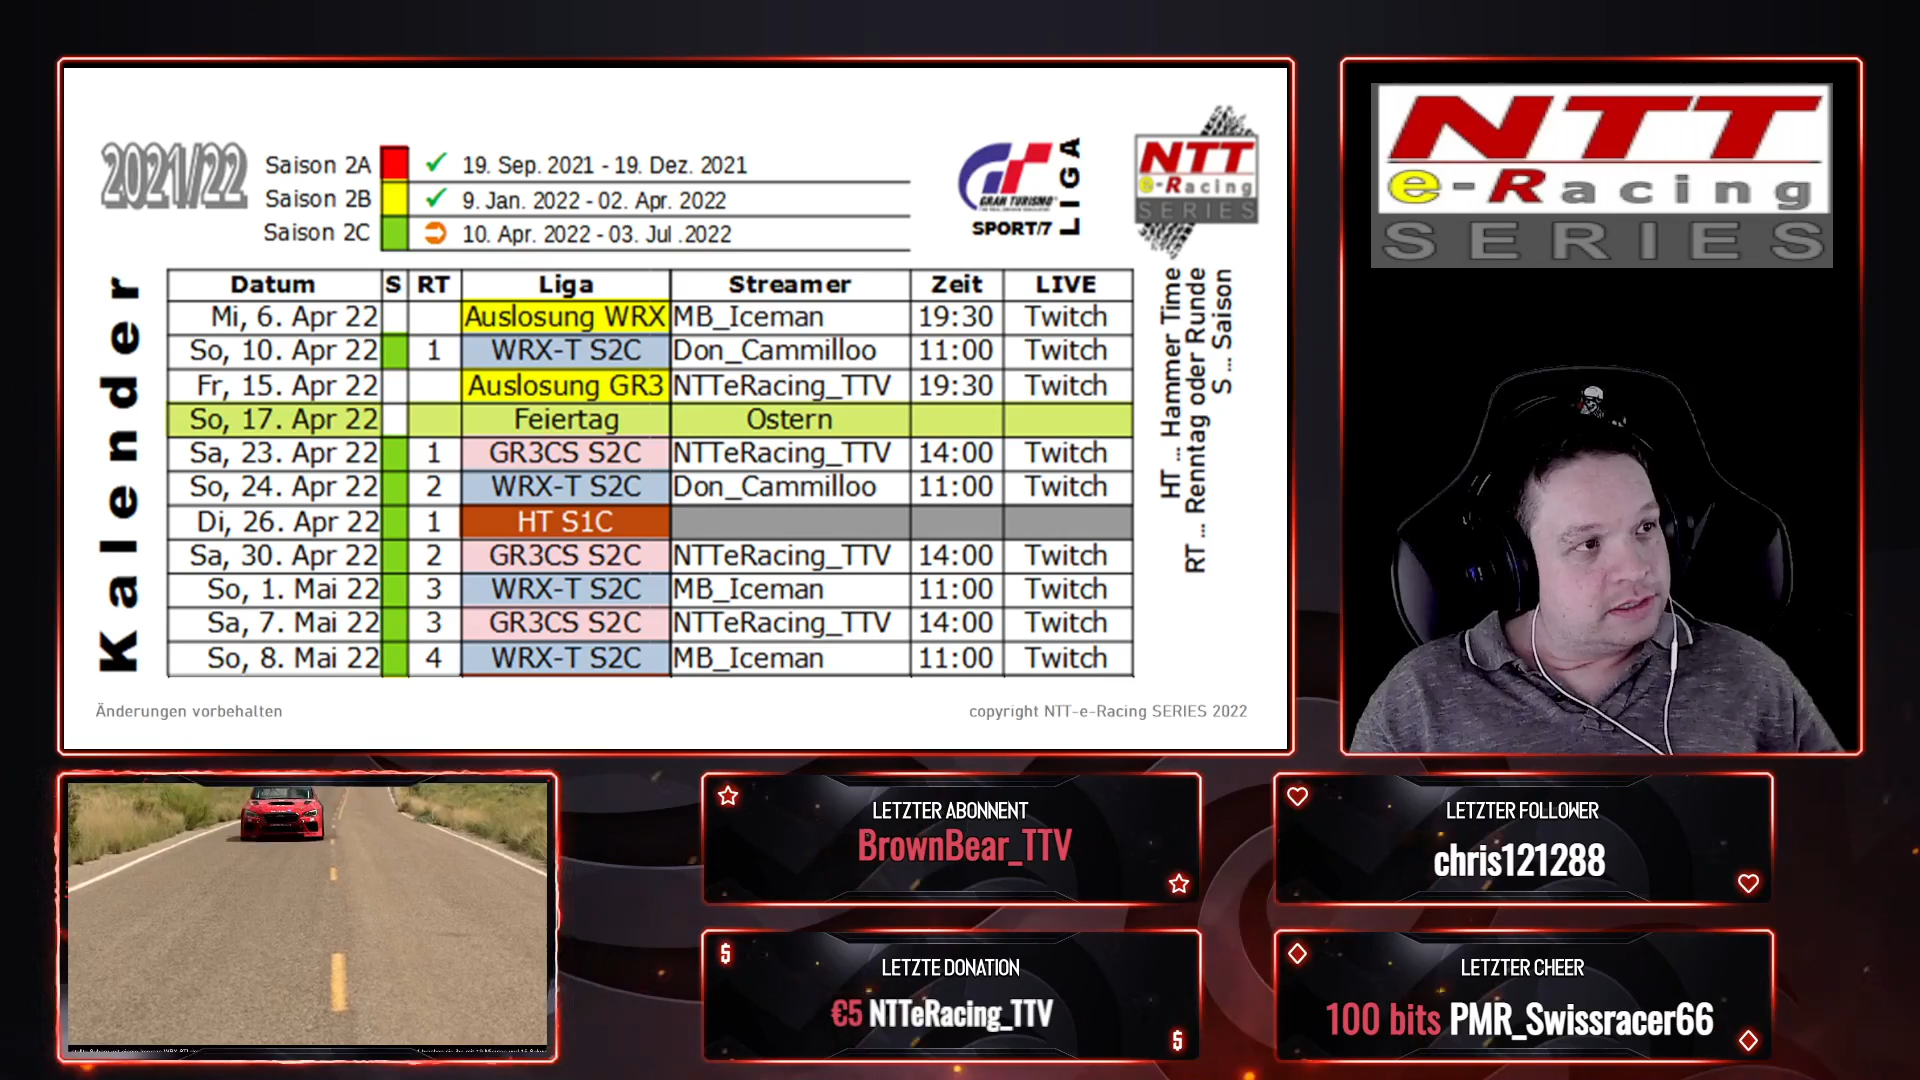 2021/22
Saison 2A 19. Sep. 2021 - 19. Dez. 2021
Saison 2B 9. Jan. 2022 - 02. Apr. 2022
Saison 2C 10. Apr. 2022 - 03. Jul .2022
GRAN TURISMO
SPORT/7
LIGA
NTT
e-Racing
SERIES
Kalender
Datum S RT Liga Streamer Zeit LIVE
Mi, 6. Apr 22 Auslosung WRX MB_Iceman 19:30 Twitch
So, 10. Apr 22 1 WRX-T S2C Don_Cammilloo 11:00 Twitch
Fr, 15. Apr 22 Auslosung GR3 NTTeRacing_TTV 19:30 Twitch
So, 17. Apr 22 Feiertag Ostern
Sa, 23. Apr 22 1 GR3CS S2C NTTeRacing_TTV 14:00 Twitch
So, 24. Apr 22 2 WRX-T S2C Don_Cammilloo 11:00 Twitch
Di, 26. Apr 22 1 HT S1C
Sa, 30. Apr 22 2 GR3CS S2C NTTeRacing_TTV 14:00 Twitch
So, 1. Mai 22 3 WRX-T S2C MB_Iceman 11:00 Twitch
Sa, 7. Mai 22 3 GR3CS S2C NTTeRacing_TTV 14:00 Twitch
So, 8. Mai 22 4 WRX-T S2C MB_Iceman 11:00 Twitch
HT ... Hammer Time
RT ... Renntag oder Runde
S ... Saison
Änderungen vorbehalten
copyright NTT-e-Racing SERIES 2022
NTT
e-Racing
SERIES
LETZTER ABONNENT
BrownBear_TTV
LETZTER FOLLOWER
chris121288
$
LETZTE DONATION
€5 NTTeRacing_TTV
$
LETZTER CHEER
100 bits PMR_Swissracer66